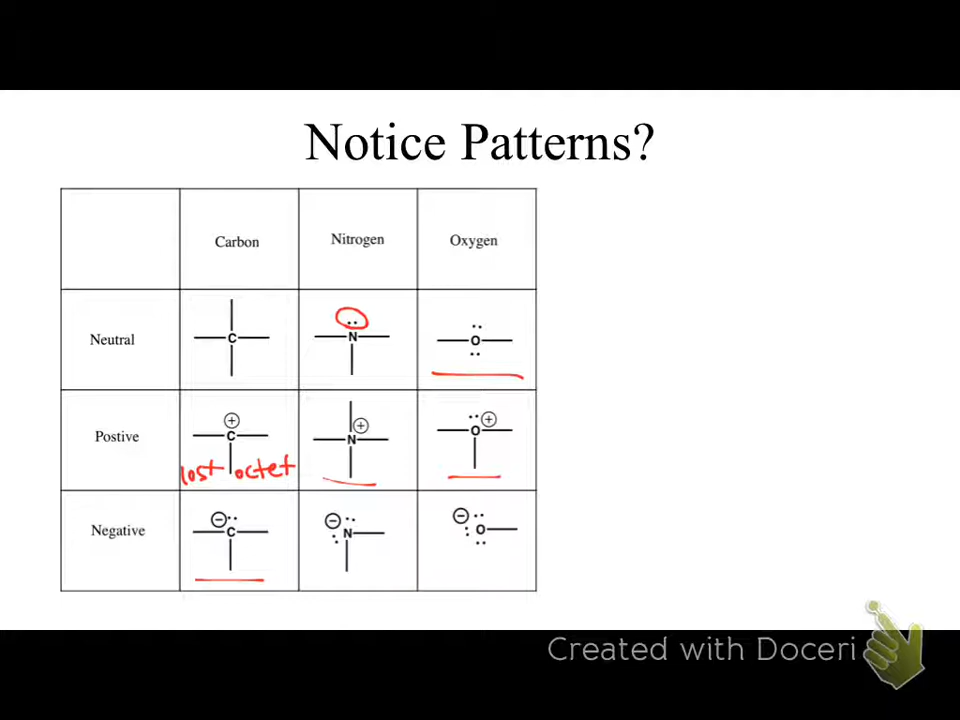 Notice Patterns?
Carbon Nitrogen Oxygen
Neutral C N O
Postive C + N + O +
lost octet
Negative − C − N − O
Created with Doceri